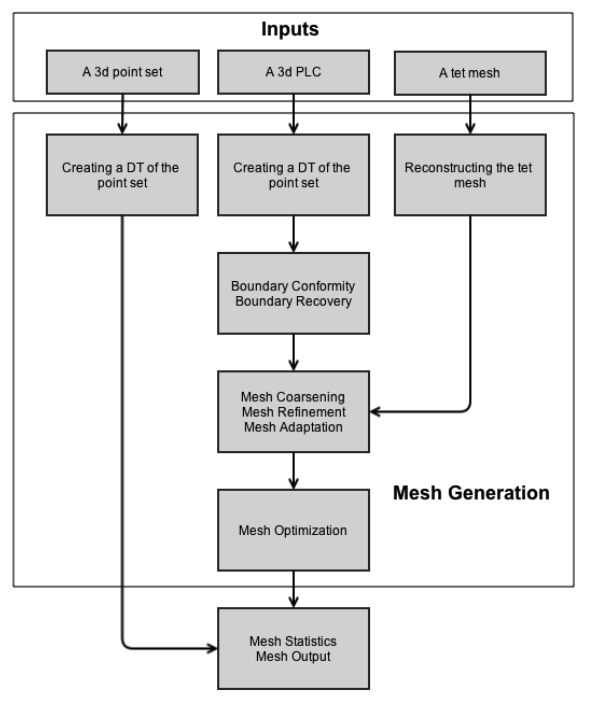 Inputs
A 3d point set
A 3d PLC
A tet mesh
Creating a DT of the
point set
Creating a DT of the
point set
Reconstructing the tet
mesh
Boundary Conformity
Boundary Recovery
Mesh Coarsening
Mesh Refinement
Mesh Adaptation
Mesh Generation
Mesh Optimization
Mesh Statistics
Mesh Output